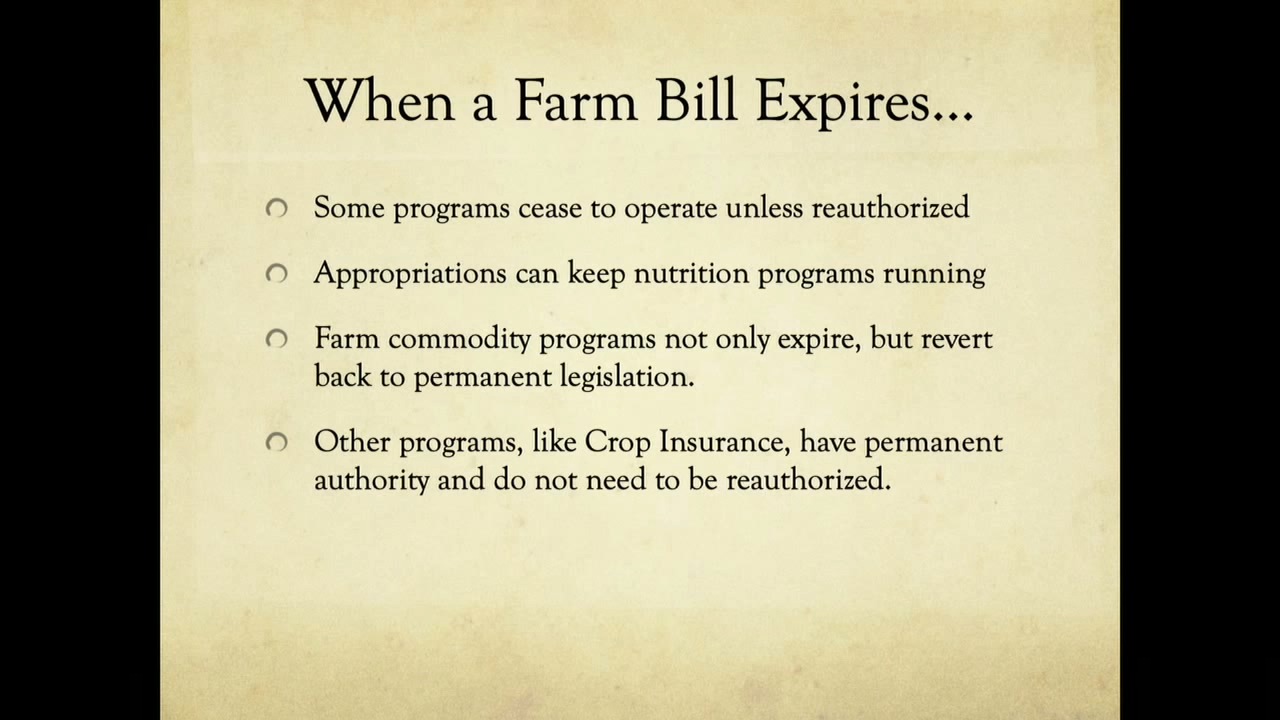 When a Farm Bill Expires...
Some programs cease to operate unless reauthorized
Appropriations can keep nutrition programs running
Farm commodity programs not only expire, but revert
back to permanent legislation.
Other programs, like Crop Insurance, have permanent
authority and do not need to be reauthorized.